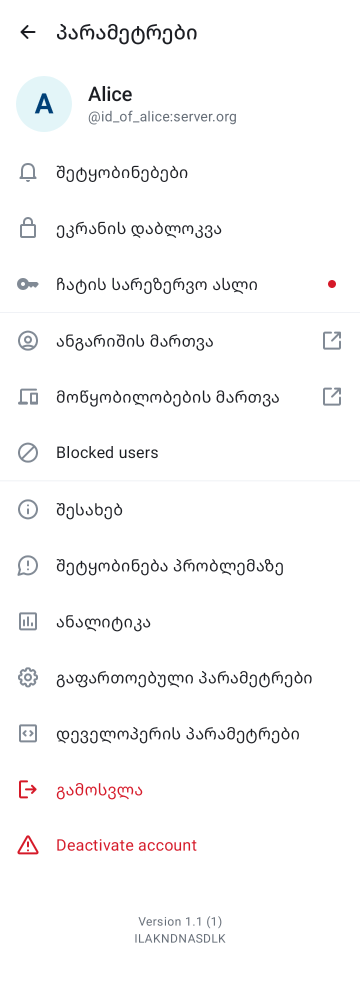 პარამეტრები
A
Alice
@id_of_alice:server.org
შეტყობინებები
ეკრანის დაბლოკვა
ჩატის სარეზერვო ასლი
ანგარიშის მართვა
მოწყობილობების მართვა
Blocked users
შესახებ
შეტყობინება პრობლემაზე
ანალიტიკა
გაფართოებული პარამეტრები
დეველოპერის პარამეტრები
გამოსვლა
Deactivate account
Version 1.1 (1)
ILAKNDNASDLK